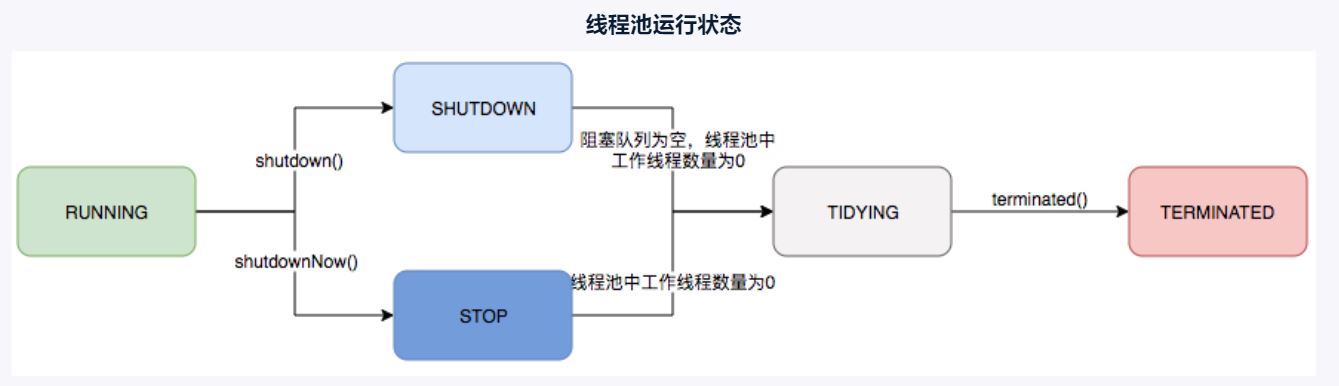 线程池运行状态
SHUTDOWN
阻塞队列为空，线程池中
工作线程数量为0
shutdown()
RUNNING
TIDYING
terminated()
TERMINATED
shutdownNow()
线程池中工作线程数量为0
STOP